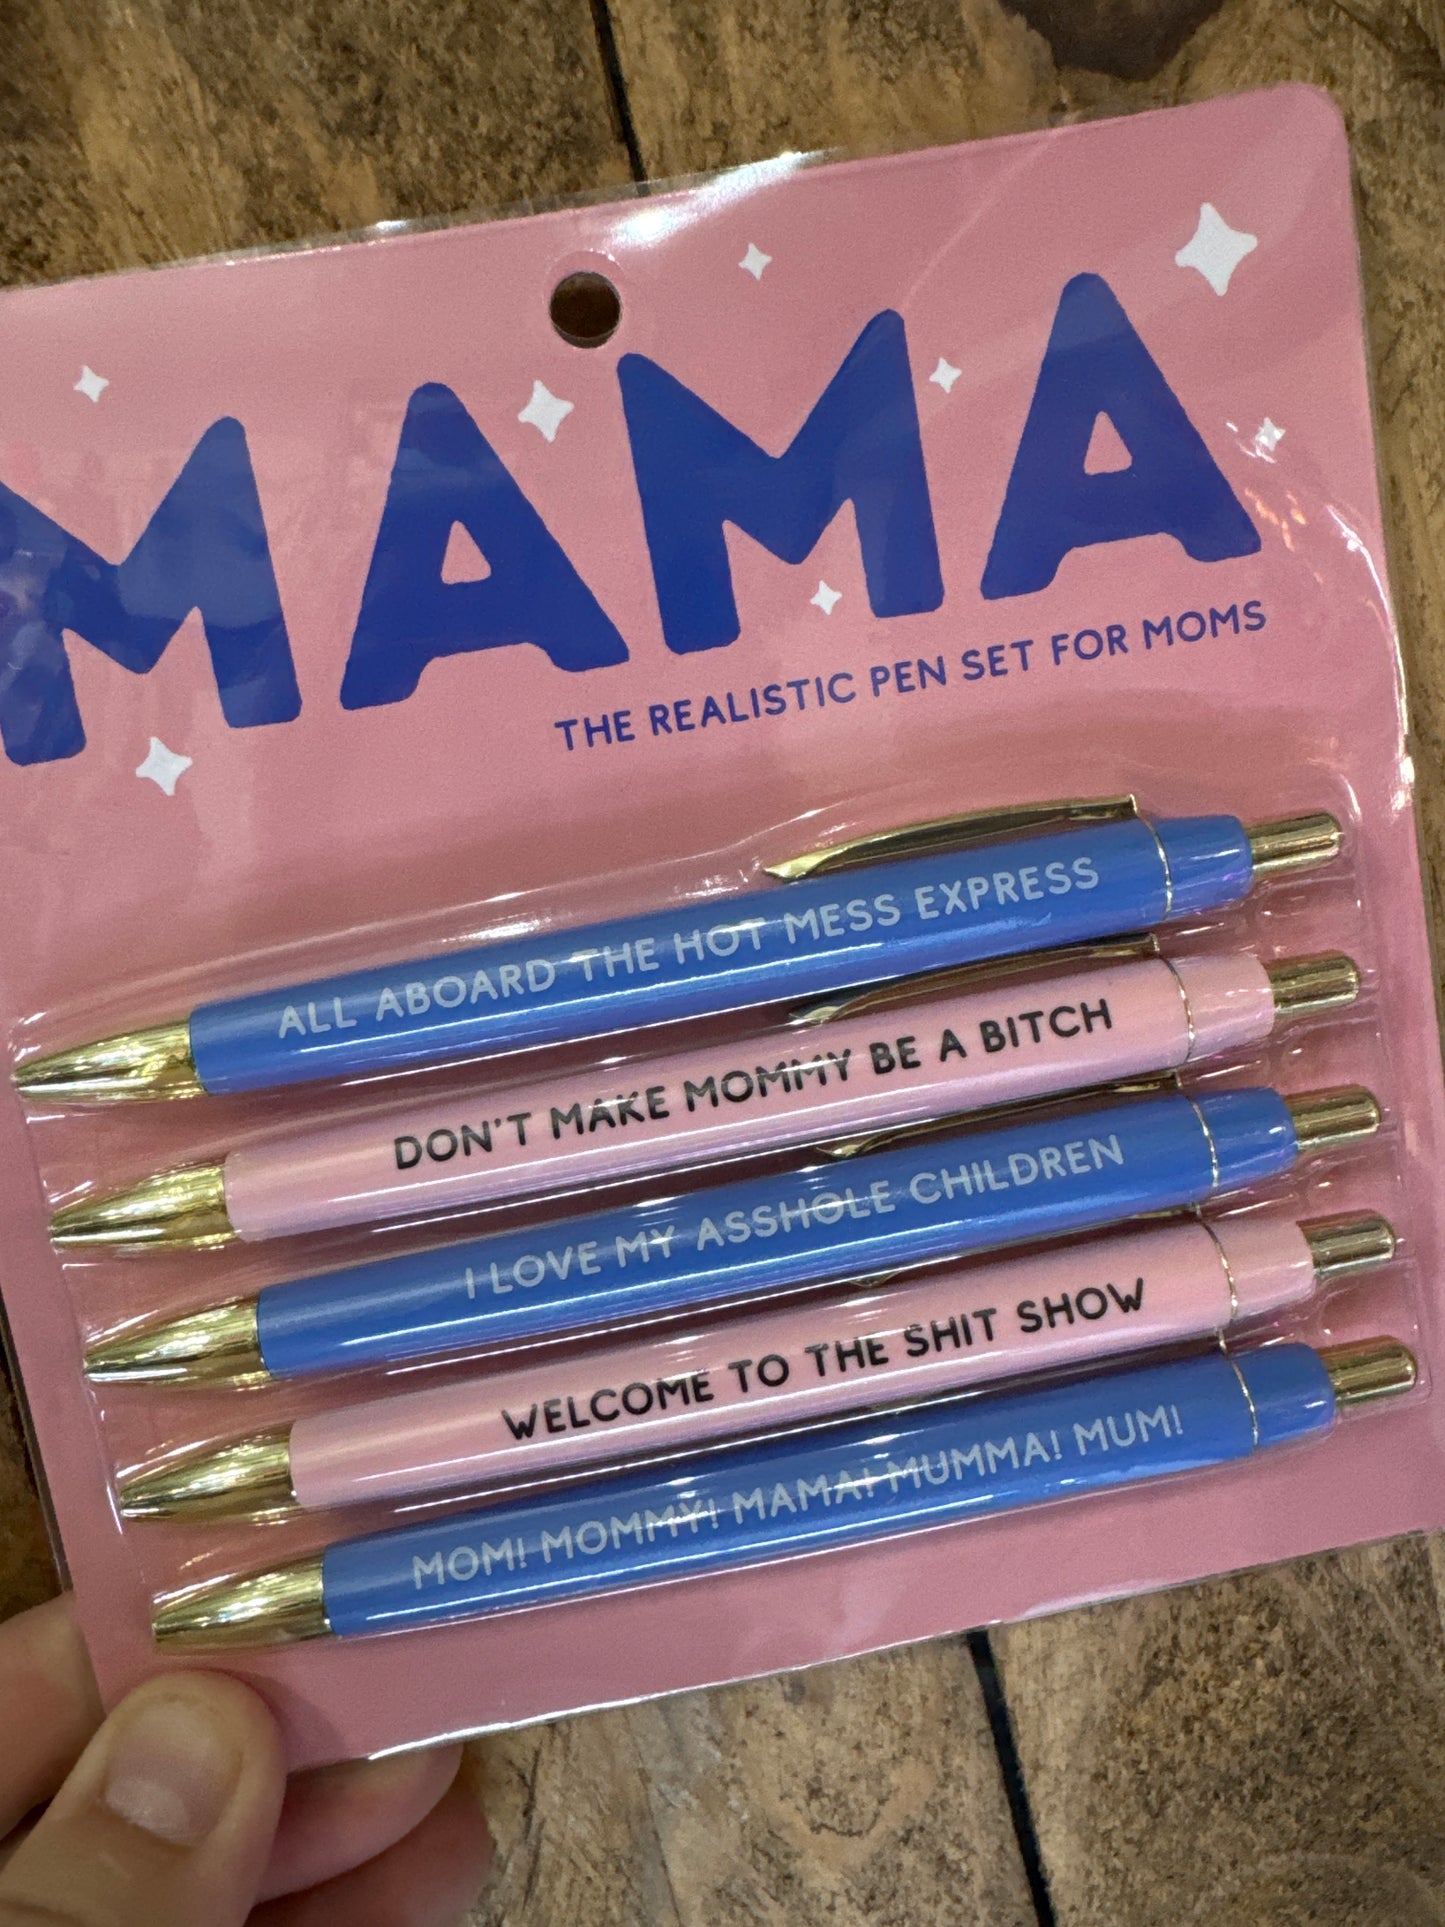 MAMA
THE REALISTIC PEN SET FOR MOMS
ALL ABOARD THE HOT MESS EXPRESS
DON'T MAKE MOMMY BE A BITCH
I LOVE MY ASSHOLE CHILDREN
WELCOME TO THE SHIT SHOW
MOM! MOMMY! MAMA! MUMMA! MUM!